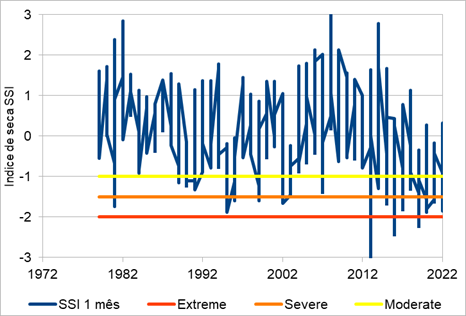 3
2
1
0
-1
-2
-3
Indice de seca SSI
1972 1982 1992 2002 2012 2022
SSI 1 mês Extreme Severe Moderate